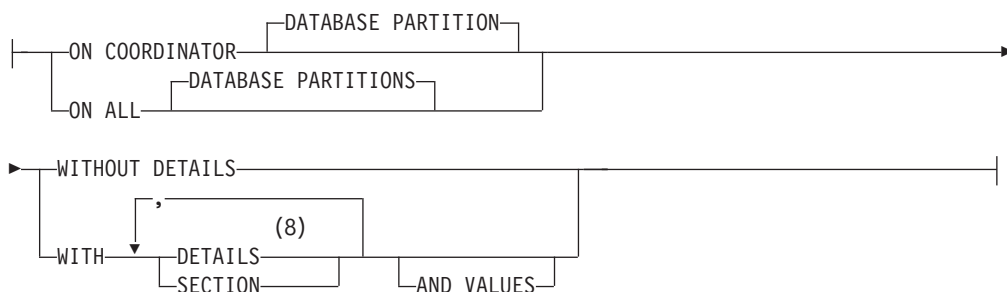 DATABASE PARTITION
ON COORDINATOR
DATABASE PARTITIONS
ON ALL
WITHOUT DETAILS
,
(8)
WITH DETAILS
SECTION AND VALUES